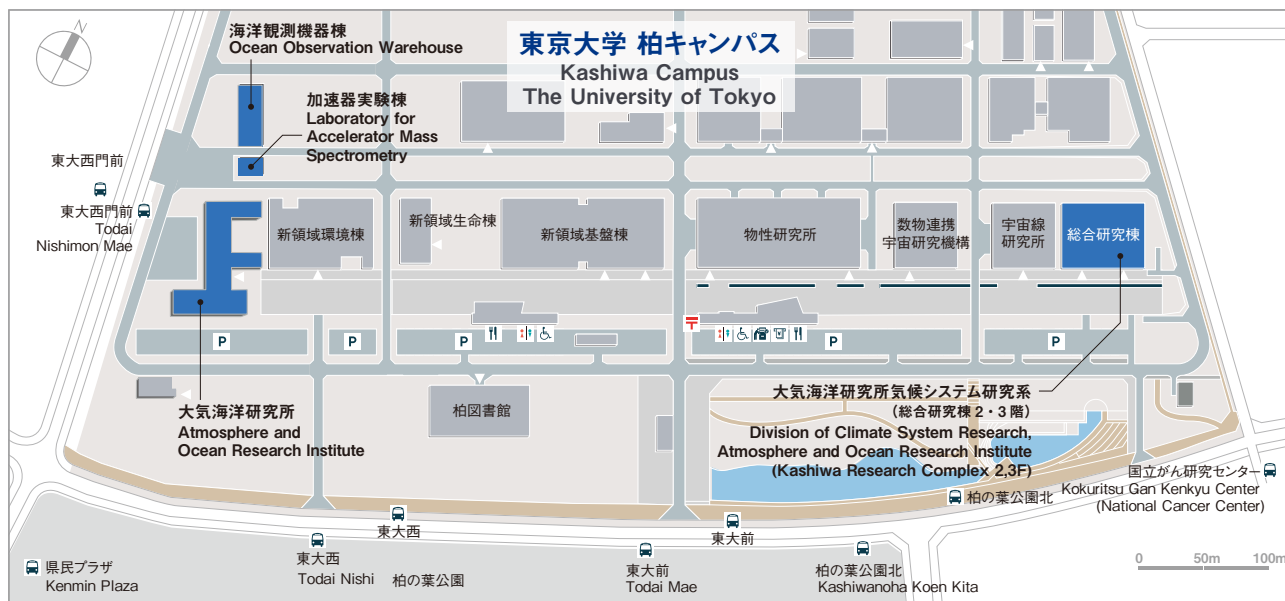 N
海洋観測機器棟
Ocean Observation Warehouse
東京大学 柏キャンパス
Kashiwa Campus
The University of Tokyo
加速器実験棟
Laboratory for
Accelerator Mass
Spectrometry
東大西門前
東大西門前
Todai
Nishimon Mae
新領域環境棟
新領域生命棟
新領域基盤棟
物性研究所
数物連携
宇宙研究機構
宇宙線
研究所
総合研究棟
〒
P
P
P
P
P
大気海洋研究所
Atmosphere and
Ocean Research Institute
柏図書館
大気海洋研究所気候システム研究系
(総合研究棟 2・3 階)
Division of Climate System Research,
Atmosphere and Ocean Research Institute
(Kashiwa Research Complex 2,3F)
国立がん研究センター
Kokuritsu Gan Kenkyu Center
(National Cancer Center)
柏の葉公園北
東大西
東大前
県民プラザ
Kenmin Plaza
東大西
Todai Nishi
柏の葉公園
東大前
Todai Mae
柏の葉公園北
Kashiwanoha Koen Kita
0 50m 100m